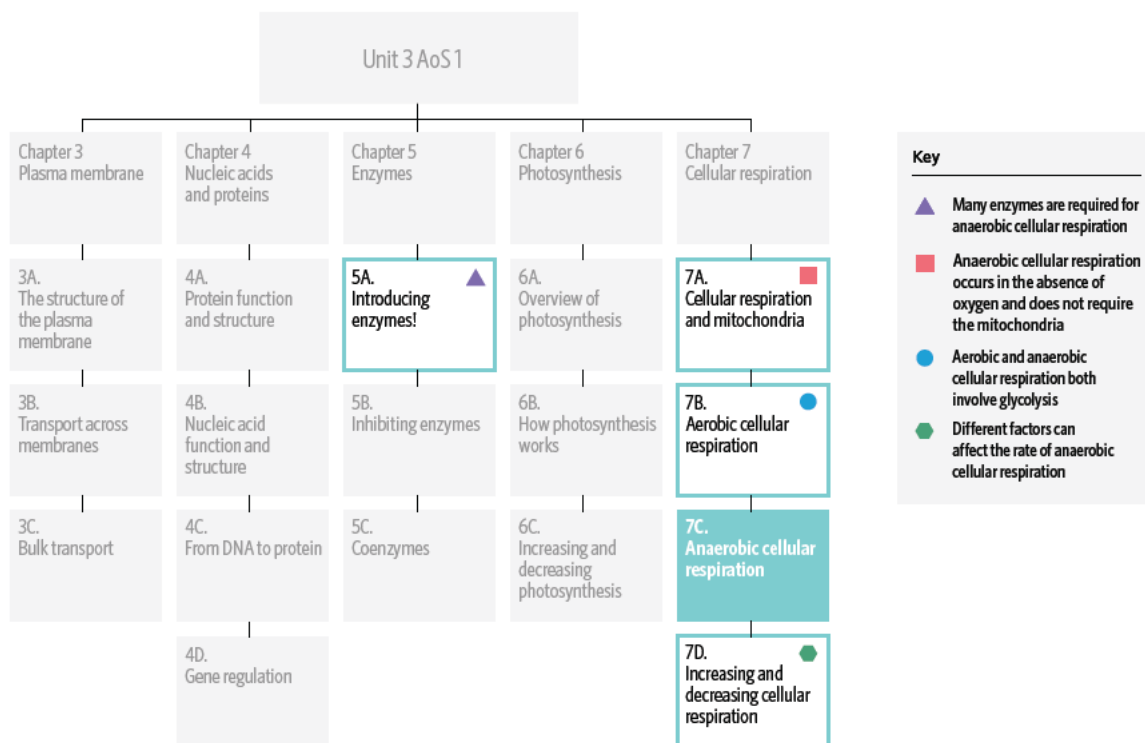 Unit 3 AoS 1
Chapter 3
Plasma membrane
Chapter 4
Nucleic acids
and proteins
Chapter 5
Enzymes
Chapter 6
Photosynthesis
Chapter 7
Cellular respiration
3A.
The structure of
the plasma
membrane
4A.
Protein function
and structure
5A.
Introducing
enzymes!
6A.
Overview of
photosynthesis
7A.
Cellular respiration
and mitochondria
3B.
Transport across
membranes
4B.
Nucleic acid
function and
structure
5B.
Inhibiting enzymes
6B.
How photosynthesis
works
7B.
Aerobic cellular
respiration
3C.
Bulk transport
4C.
From DNA to protein
5C.
Coenzymes
6C.
Increasing and
decreasing
photosynthesis
7C.
Anaerobic cellular
respiration
4D.
Gene regulation
7D.
Increasing and
decreasing cellular
respiration
Key
Many enzymes are required for
anaerobic cellular respiration
Anaerobic cellular respiration
occurs in the absence of
oxygen and does not require
the mitochondria
Aerobic and anaerobic
cellular respiration both
involve glycolysis
Different factors can
affect the rate of anaerobic
cellular respiration